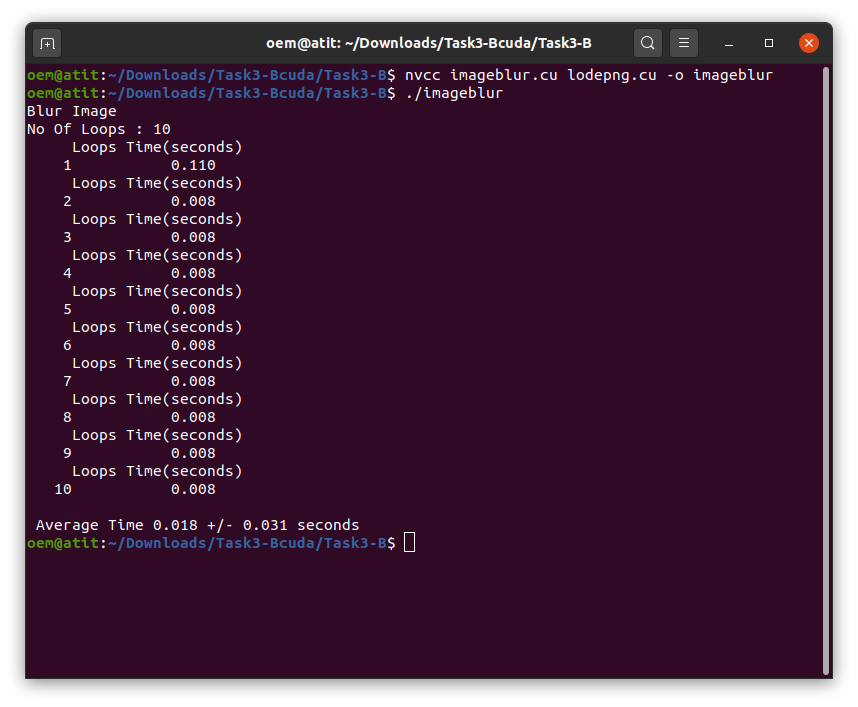 oem@atit: ~/Downloads/Task3-Bcuda/Task3-B
oem@atit:~/Downloads/Task3-Bcuda/Task3-B$ nvcc imageblur.cu lodepng.cu -o imageblur
oem@atit:~/Downloads/Task3-Bcuda/Task3-B$ ./imageblur
Blur Image
No Of Loops : 10
     Loops Time(seconds)
    1           0.110
     Loops Time(seconds)
    2           0.008
     Loops Time(seconds)
    3           0.008
     Loops Time(seconds)
    4           0.008
     Loops Time(seconds)
    5           0.008
     Loops Time(seconds)
    6           0.008
     Loops Time(seconds)
    7           0.008
     Loops Time(seconds)
    8           0.008
     Loops Time(seconds)
    9           0.008
     Loops Time(seconds)
   10           0.008
 Average Time 0.018 +/- 0.031 seconds
oem@atit:~/Downloads/Task3-Bcuda/Task3-B$